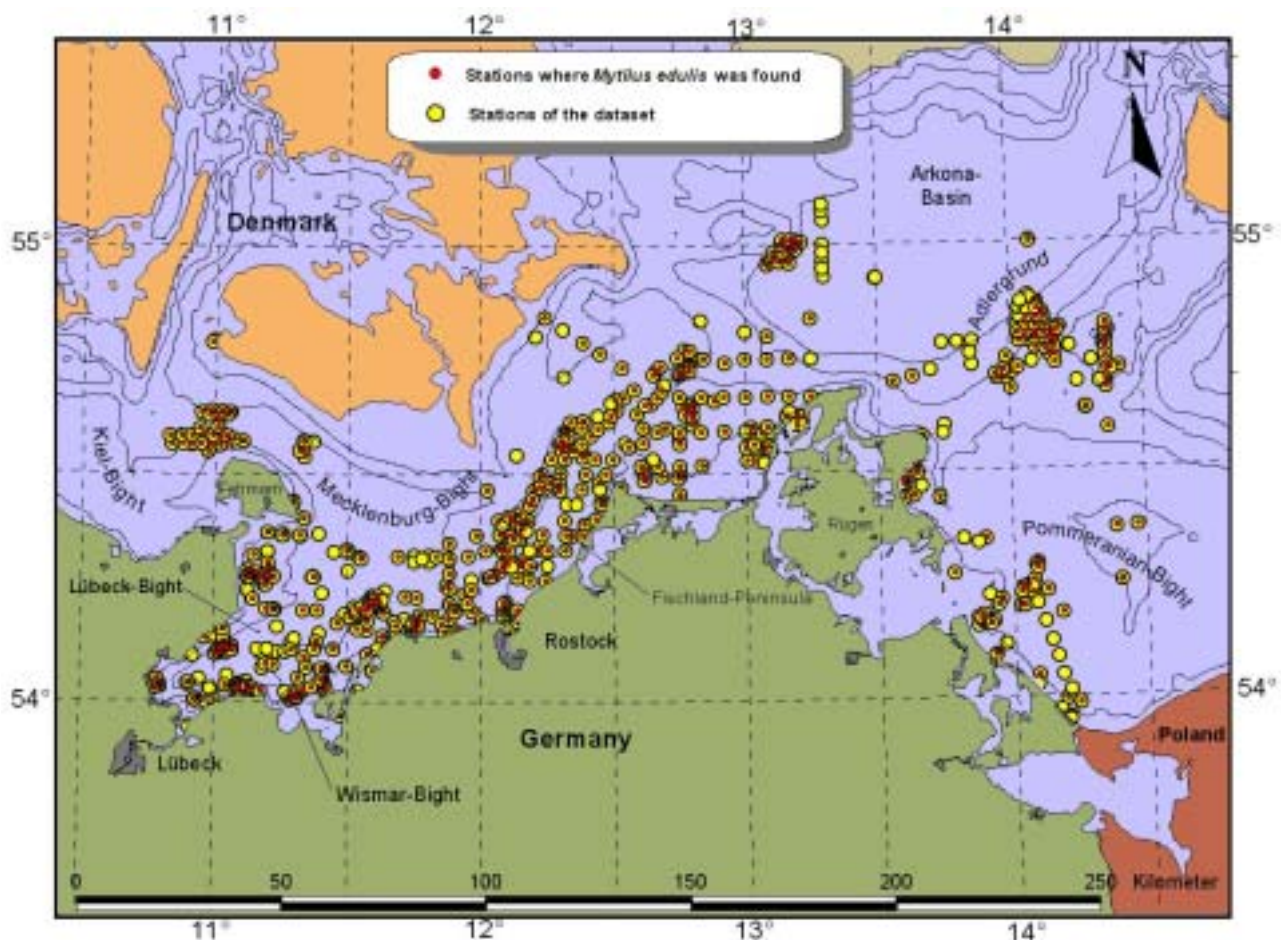 11° 12° 13° 14°
Stations where Mytilus edulis was found
Stations of the dataset
N
Arkona-
Basin
Denmark
55° 55°
Adlergrund
Kiel-Bight
Fehmarn
Mecklenburg-Bight
Rügen
Pommeranian-Bight
Lübeck-Bight
Fischland-Peninsula
Rostock
54° 54°
Germany
Poland
Lübeck
Wismar-Bight
0 50 100 150 200 250
Kilometer
11° 12° 13° 14°